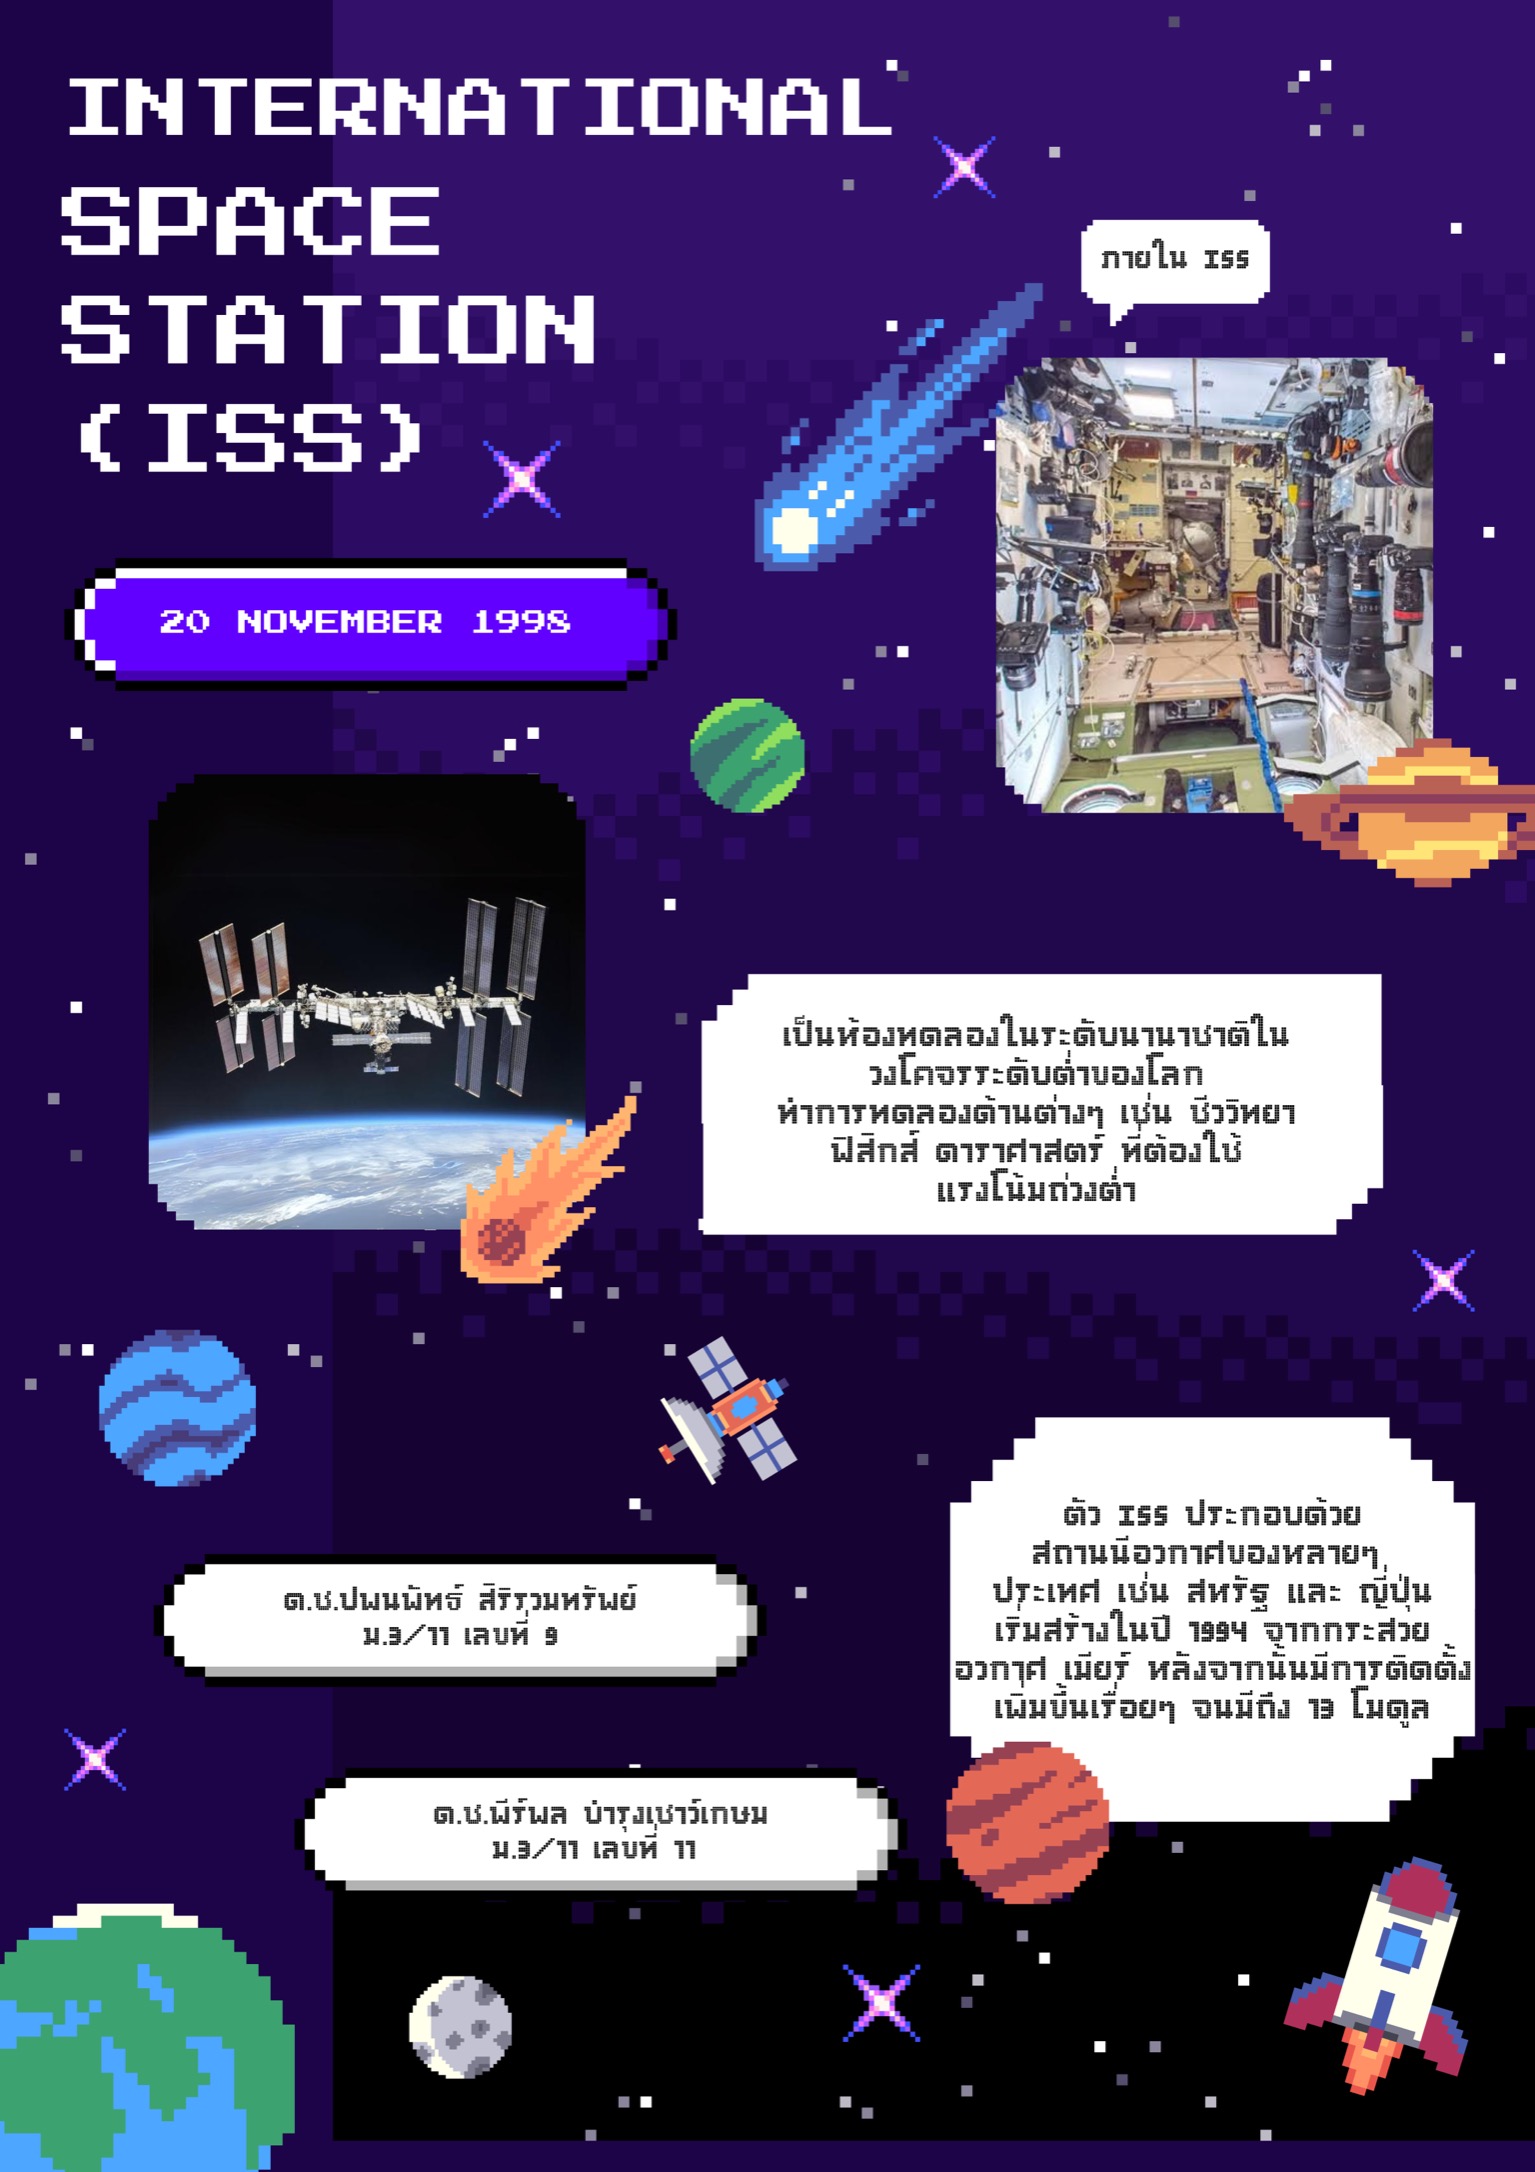 INTERNATIONAL
SPACE
STATION
(ISS)
ภายใน ISS
20 NOVEMBER 1998
เป็นห้องทดลองในระดับนานาชาติใน
วงโคจรระดับต่ำของโลก
ทำการทดลองด้านต่างๆ เช่น ชีววิทยา
ฟิสิกส์ ดาราศาสตร์ ที่ต้องใช้
แรงโน้มถ่วงต่ำ
ตัว ISS ประกอบด้วย
สถานนีอวกาศของหลายๆ
ประเทศ เช่น สหรัฐ และ ญี่ปุ่น
เริ่มสร้างในปี 1994 จากกระส่วย
อวกาศ เมียร์ หลังจากนั้นมีการติดตั้ง
เพิ่มขึ้นเรื่อยๆ จนมีถึง 13 โมดูล
ด.ช.ปพนพัทธ์ สิริรวมทรัพย์
ม.3/11 เลขที่ 9
ด.ช.พีร์พล บำรุงเชาว์เกษม
ม.3/11 เลขที่ 11